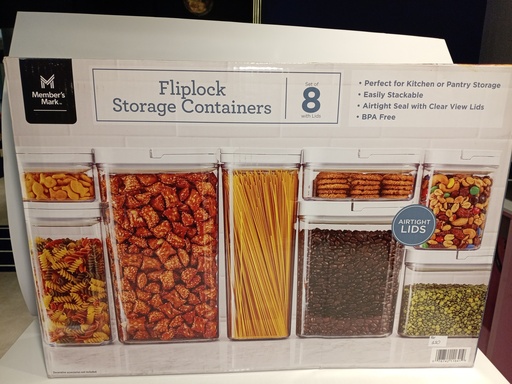 Member's
Mark™
Fliplock
Storage Containers
Set of
8
with Lids
• Perfect for Kitchen or Pantry Storage
• Easily Stackable
• Airtight Seal with Clear View Lids
• BPA Free
AIRTIGHT
LIDS